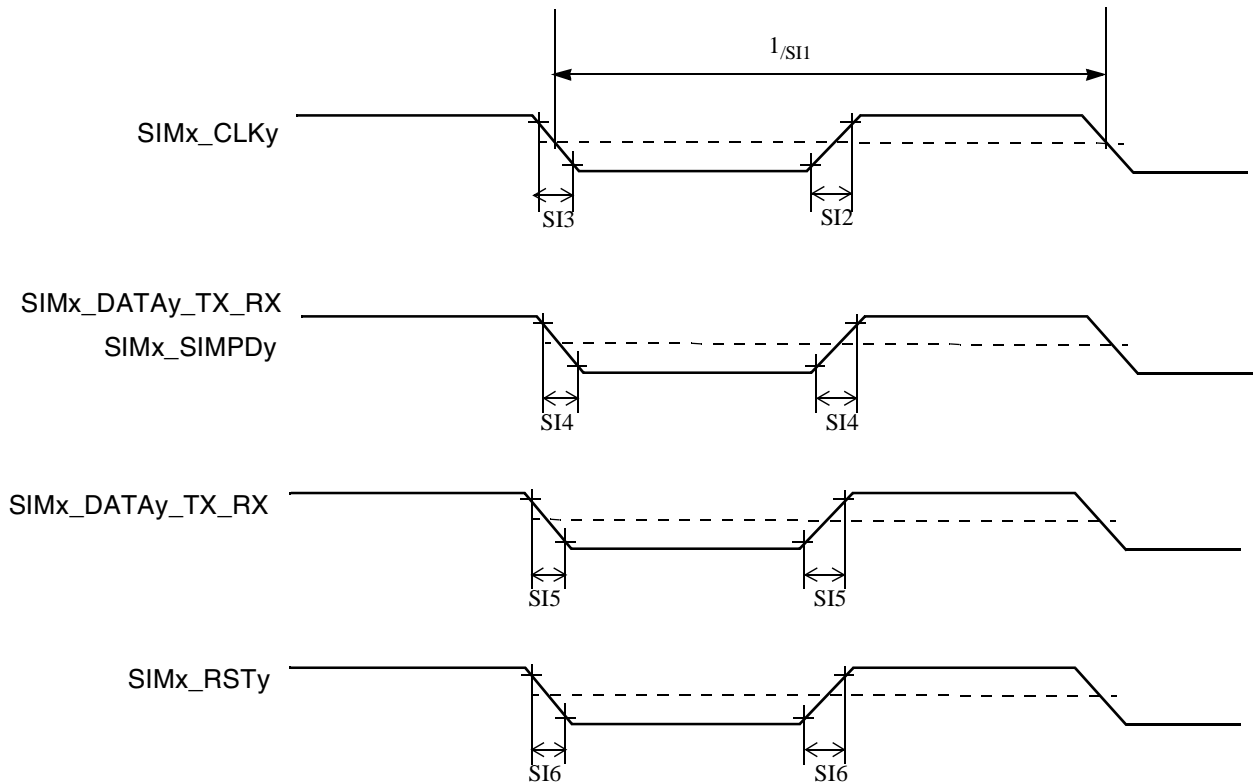 1/SI1
SIMx_CLKy
SI3 SI2
SIMx_DATAy_TX_RX
SIMx_SIMPDy
SI4 SI4
SIMx_DATAy_TX_RX
SI5 SI5
SIMx_RSTy
SI6 SI6